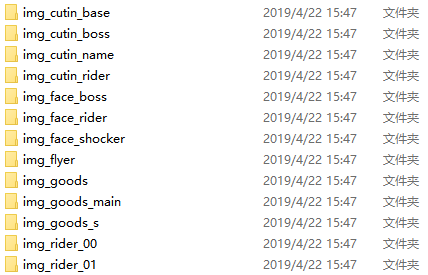 img_cutin_base 2019/4/22 15:47 文件夹
img_cutin_boss 2019/4/22 15:47 文件夹
img_cutin_name 2019/4/22 15:47 文件夹
img_cutin_rider 2019/4/22 15:47 文件夹
img_face_boss 2019/4/22 15:47 文件夹
img_face_rider 2019/4/22 15:47 文件夹
img_face_shocker 2019/4/22 15:47 文件夹
img_flyer 2019/4/22 15:47 文件夹
img_goods 2019/4/22 15:47 文件夹
img_goods_main 2019/4/22 15:47 文件夹
img_goods_s 2019/4/22 15:47 文件夹
img_rider_00 2019/4/22 15:47 文件夹
img_rider_01 2019/4/22 15:47 文件夹